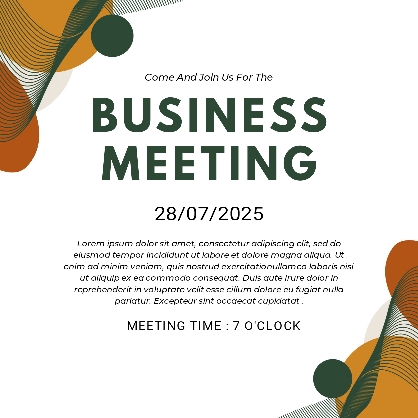 Come And Join Us For The
BUSINESS
MEETING
28/07/2025
Lorem ipsum dolor sit amet, consectetur adipiscing elit, sed do
eiusmod tempor incididunt ut labore et dolore magna aliqua. Ut
enim ad minim veniam, quis nostrud exercitationullamco laboris nisi
ut aliquip ex ea commodo consequat. Duis aute irure dolor in
reprehenderit in voluptate velit esse cillum dolore eu fugiat nulla
pariatur. Excepteur sint occaecat cupidatat .
MEETING TIME : 7 O'CLOCK